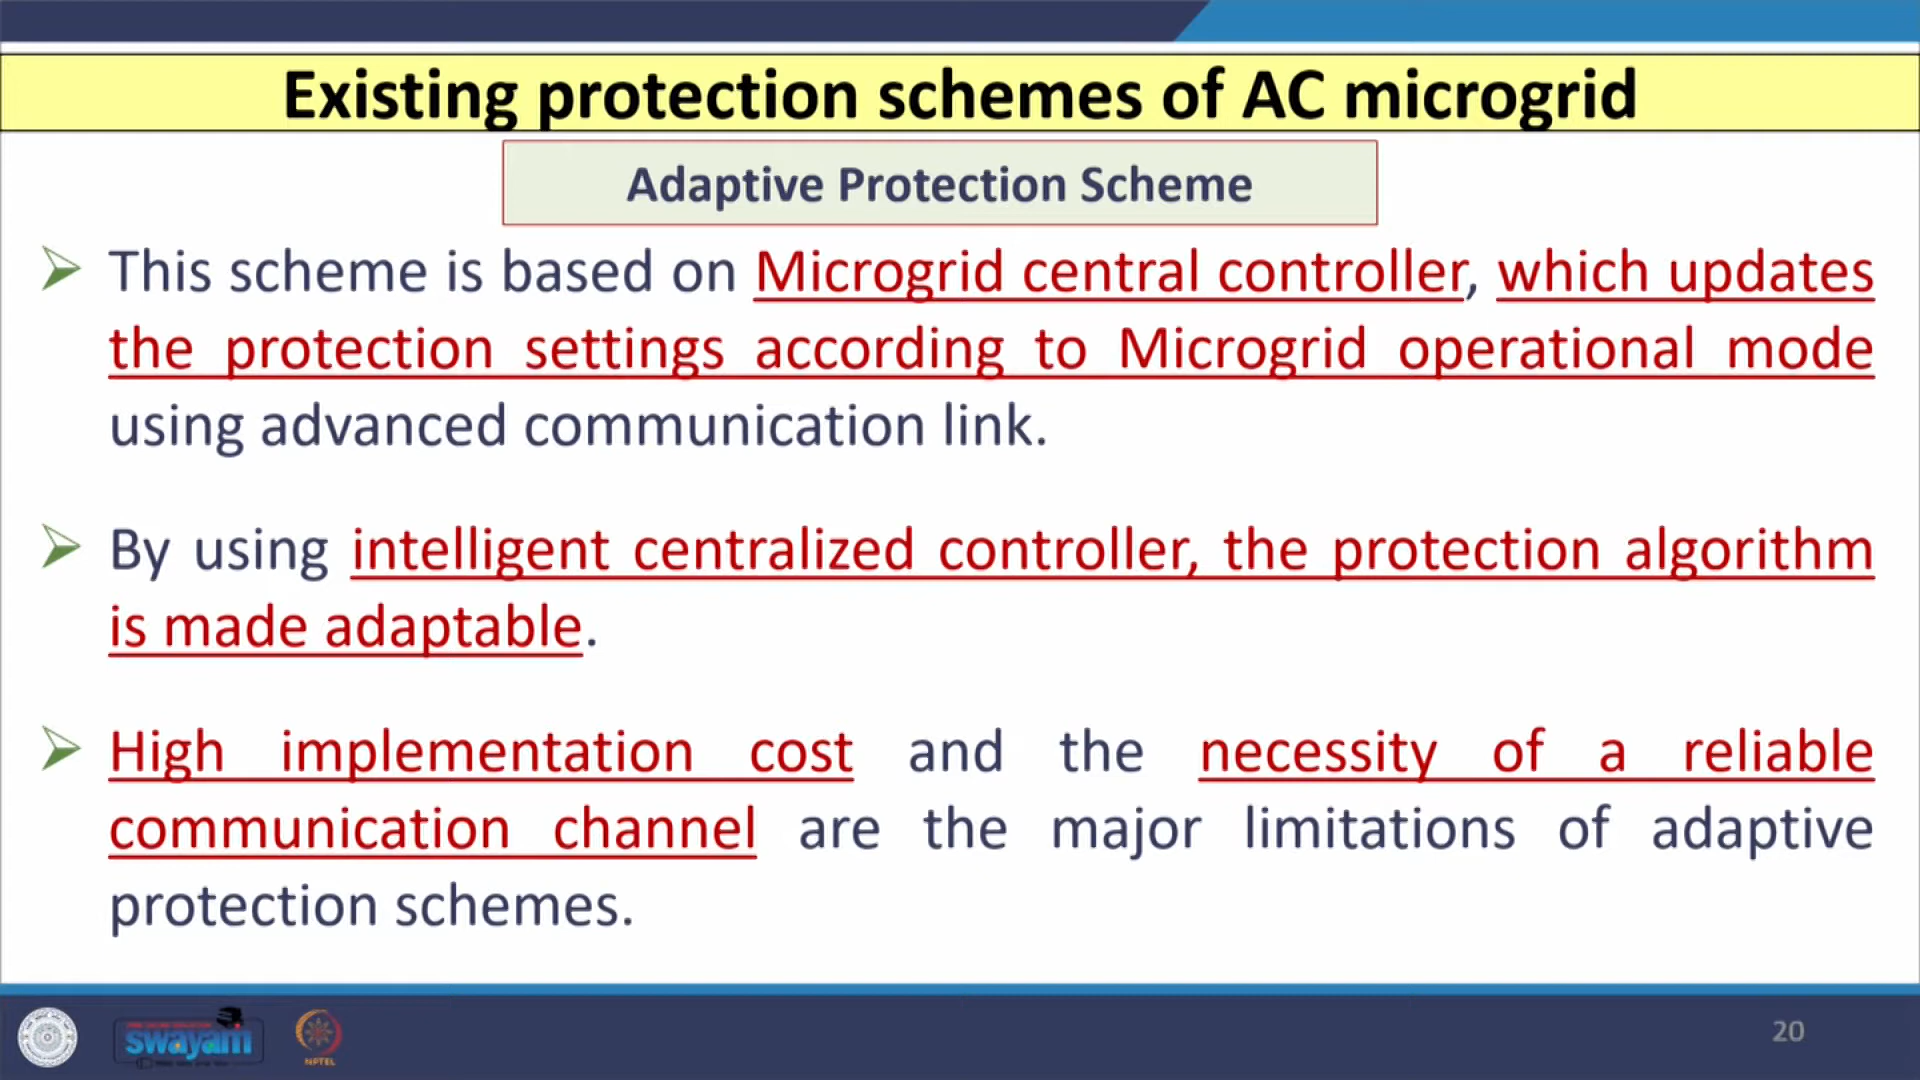 Existing protection schemes of AC microgrid
Adaptive Protection Scheme
This scheme is based on Microgrid central controller, which updates
the protection settings according to Microgrid operational mode
using advanced communication link.
By using intelligent centralized controller, the protection algorithm
is made adaptable.
High implementation cost and the necessity of a reliable
communication channel are the major limitations of adaptive
protection schemes.
swayam
NPTEL
20